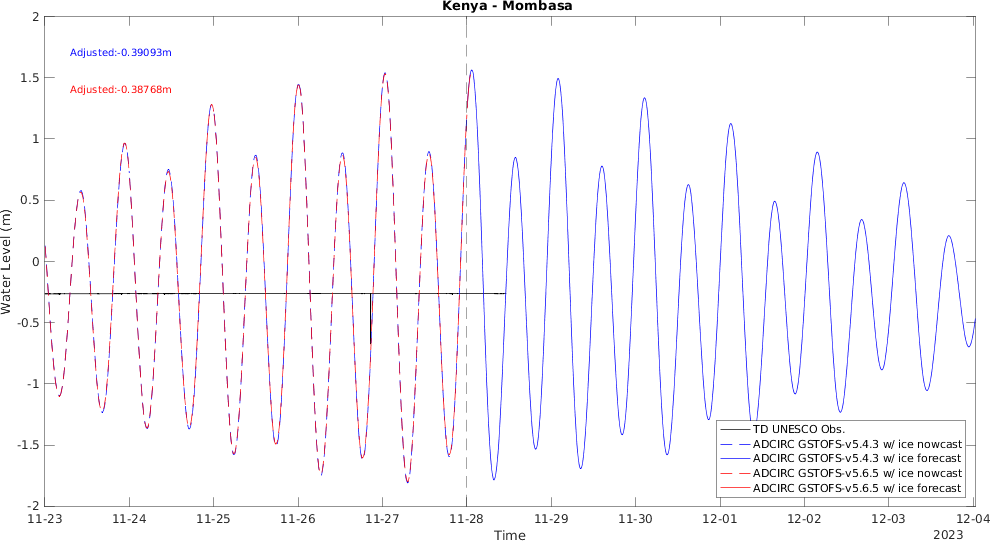 Kenya - Mombasa
Adjusted:-0.39093m
Adjusted:-0.38768m
2
1.5
1
0.5
0
-0.5
-1
-1.5
-2
Water Level (m)
TD UNESCO Obs.
ADCIRC GSTOFS-v5.4.3 w/ ice nowcast
ADCIRC GSTOFS-v5.4.3 w/ ice forecast
ADCIRC GSTOFS-v5.6.5 w/ ice nowcast
ADCIRC GSTOFS-v5.6.5 w/ ice forecast
11-23 11-24 11-25 11-26 11-27 11-28 11-29 11-30 12-01 12-02 12-03 12-04
Time
2023